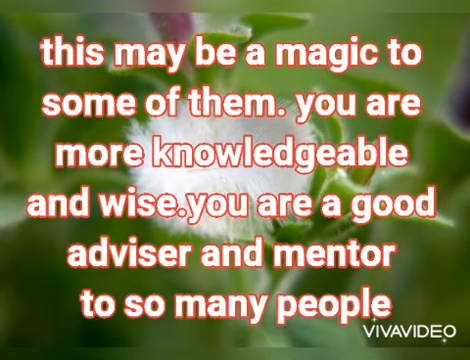 this may be a magic to
some of them. you are
more knowledgeable
and wise.you are a good
adviser and mentor
to so many people
VIVAVIDEO